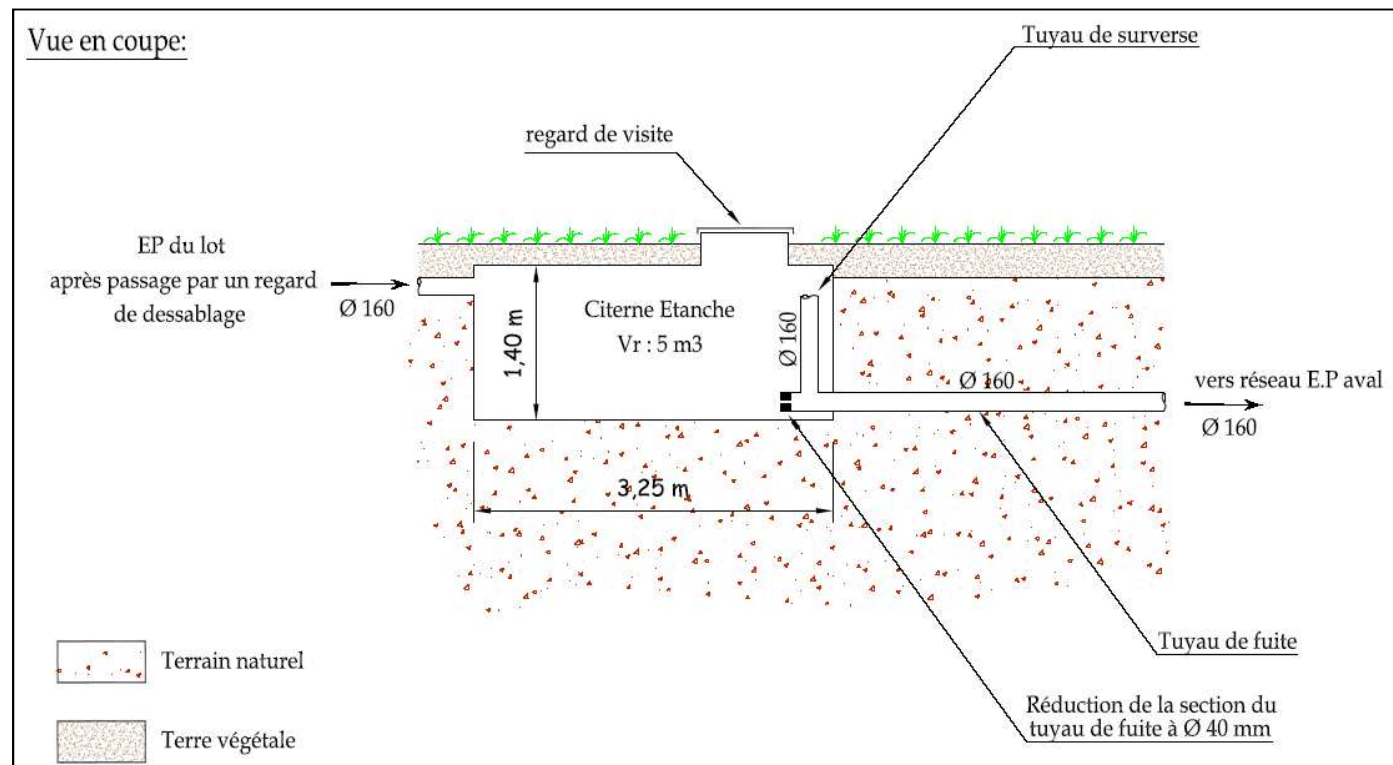 Vue en coupe:
Tuyau de surverse
regard de visite
EP du lot
après passage par un regard
de dessablage
Ø 160
Citerne Etanche
Vr : 5 m3
1,40 m
Ø 160
Ø 160
vers réseau E.P aval
Ø 160
3,25 m
Tuyau de fuite
Réduction de la section du
tuyau de fuite à Ø 40 mm
Terrain naturel
Terre végétale